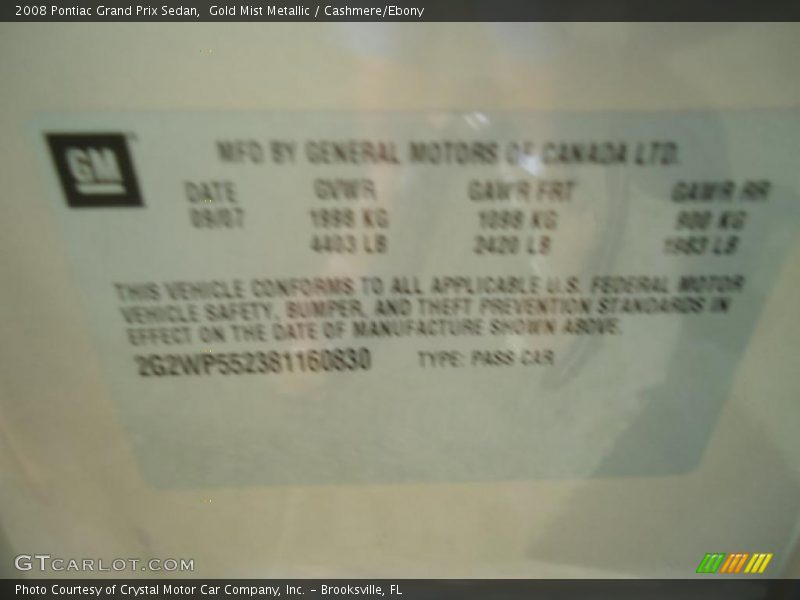 2008 Pontiac Grand Prix Sedan,  Gold Mist Metallic / Cashmere/Ebony
GM
MFD BY GENERAL MOTORS OF CANADA LTD.
DATE GVWR GAWR FRT GAWR RR
09/07 1998 KG 1098 KG 900 KG
4403 LB 2420 LB 1983 LB
THIS VEHICLE CONFORMS TO ALL APPLICABLE U.S. FEDERAL MOTOR
VEHICLE SAFETY, BUMPER, AND THEFT PREVENTION STANDARDS IN
EFFECT ON THE DATE OF MANUFACTURE SHOWN ABOVE.
2G2WP552381160830 TYPE: PASS CAR
GTCARLOT.COM
Photo Courtesy of Crystal Motor Car Company, Inc. – Brooksville, FL